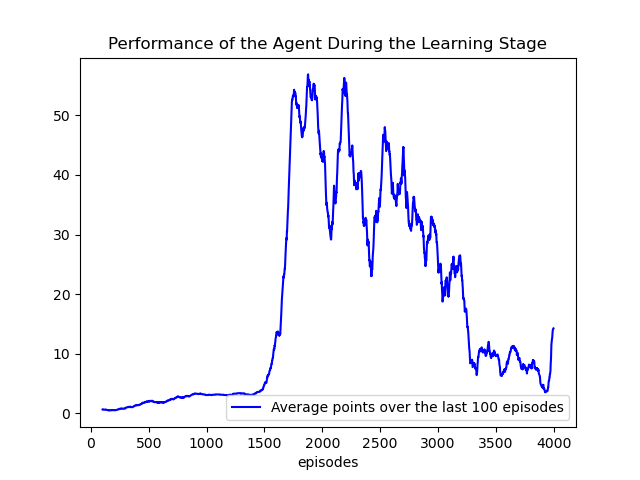 Performance of the Agent During the Learning Stage
50
40
30
20
10
0
Average points over the last 100 episodes
0 500 1000 1500 2000 2500 3000 3500 4000
episodes